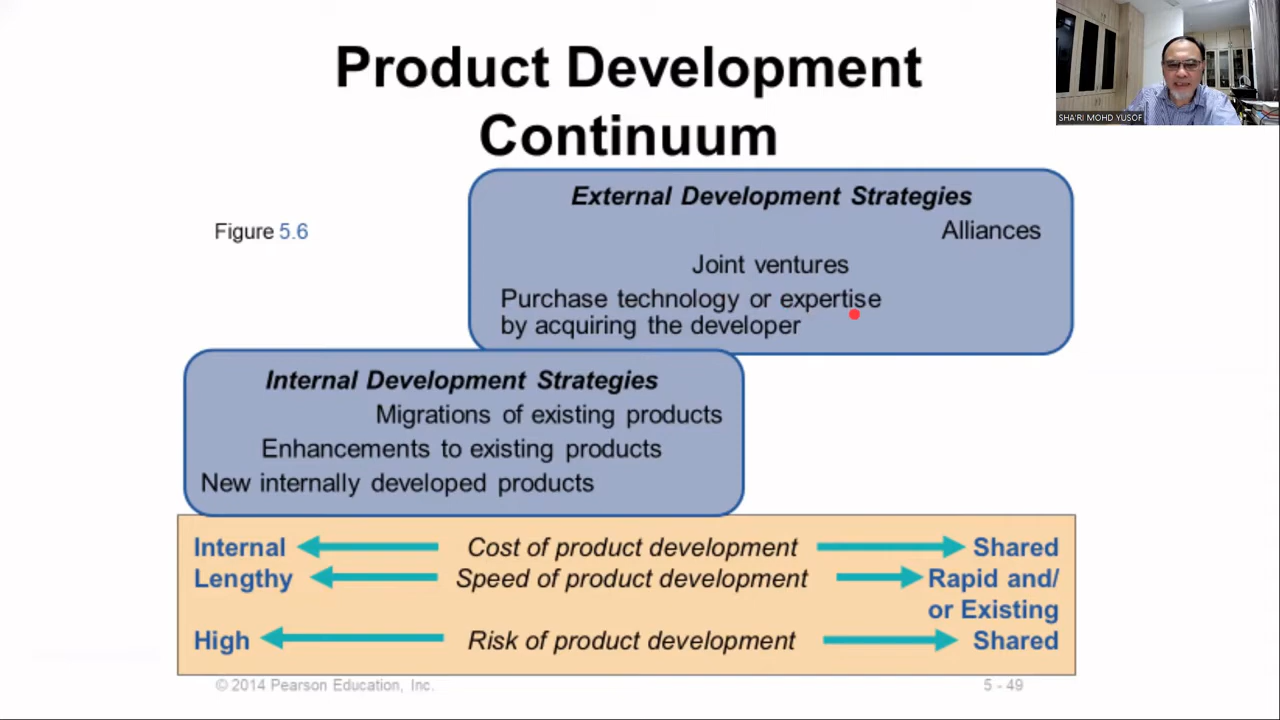 Product Development
Continuum
SHA'RI MOHD YUSOF
External Development Strategies
Figure 5.6
Alliances
Joint ventures
Purchase technology or expertise
by acquiring the developer
Internal Development Strategies
Migrations of existing products
Enhancements to existing products
New internally developed products
Internal Cost of product development Shared
Lengthy Speed of product development Rapid and/
or Existing
High Risk of product development Shared
© 2014 Pearson Education, Inc. 5 - 49